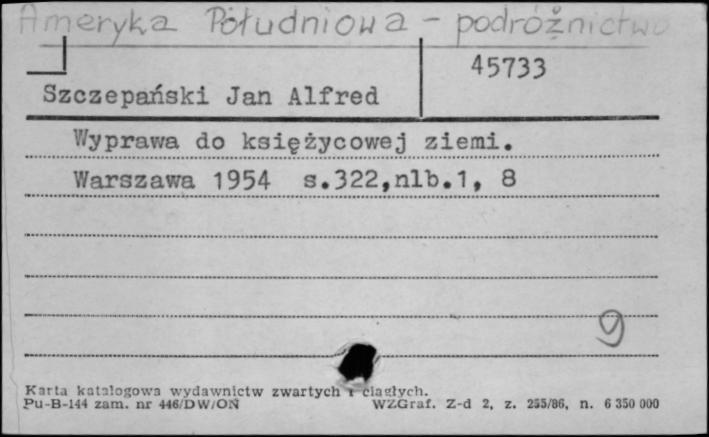 Ameryka Południowa - podróżnictwo
45733
Szczepański Jan Alfred
Wyprawa do księżycowej ziemi.
Warszawa 1954 s.322,nlb.1, 8
9
Karta katalogowa wydawnictw zwartych i ciągłych.
Pu-B-144 zam. nr 446/DW/ON WZGraf. Z-d 2, z. 255/86, n. 6 350 000